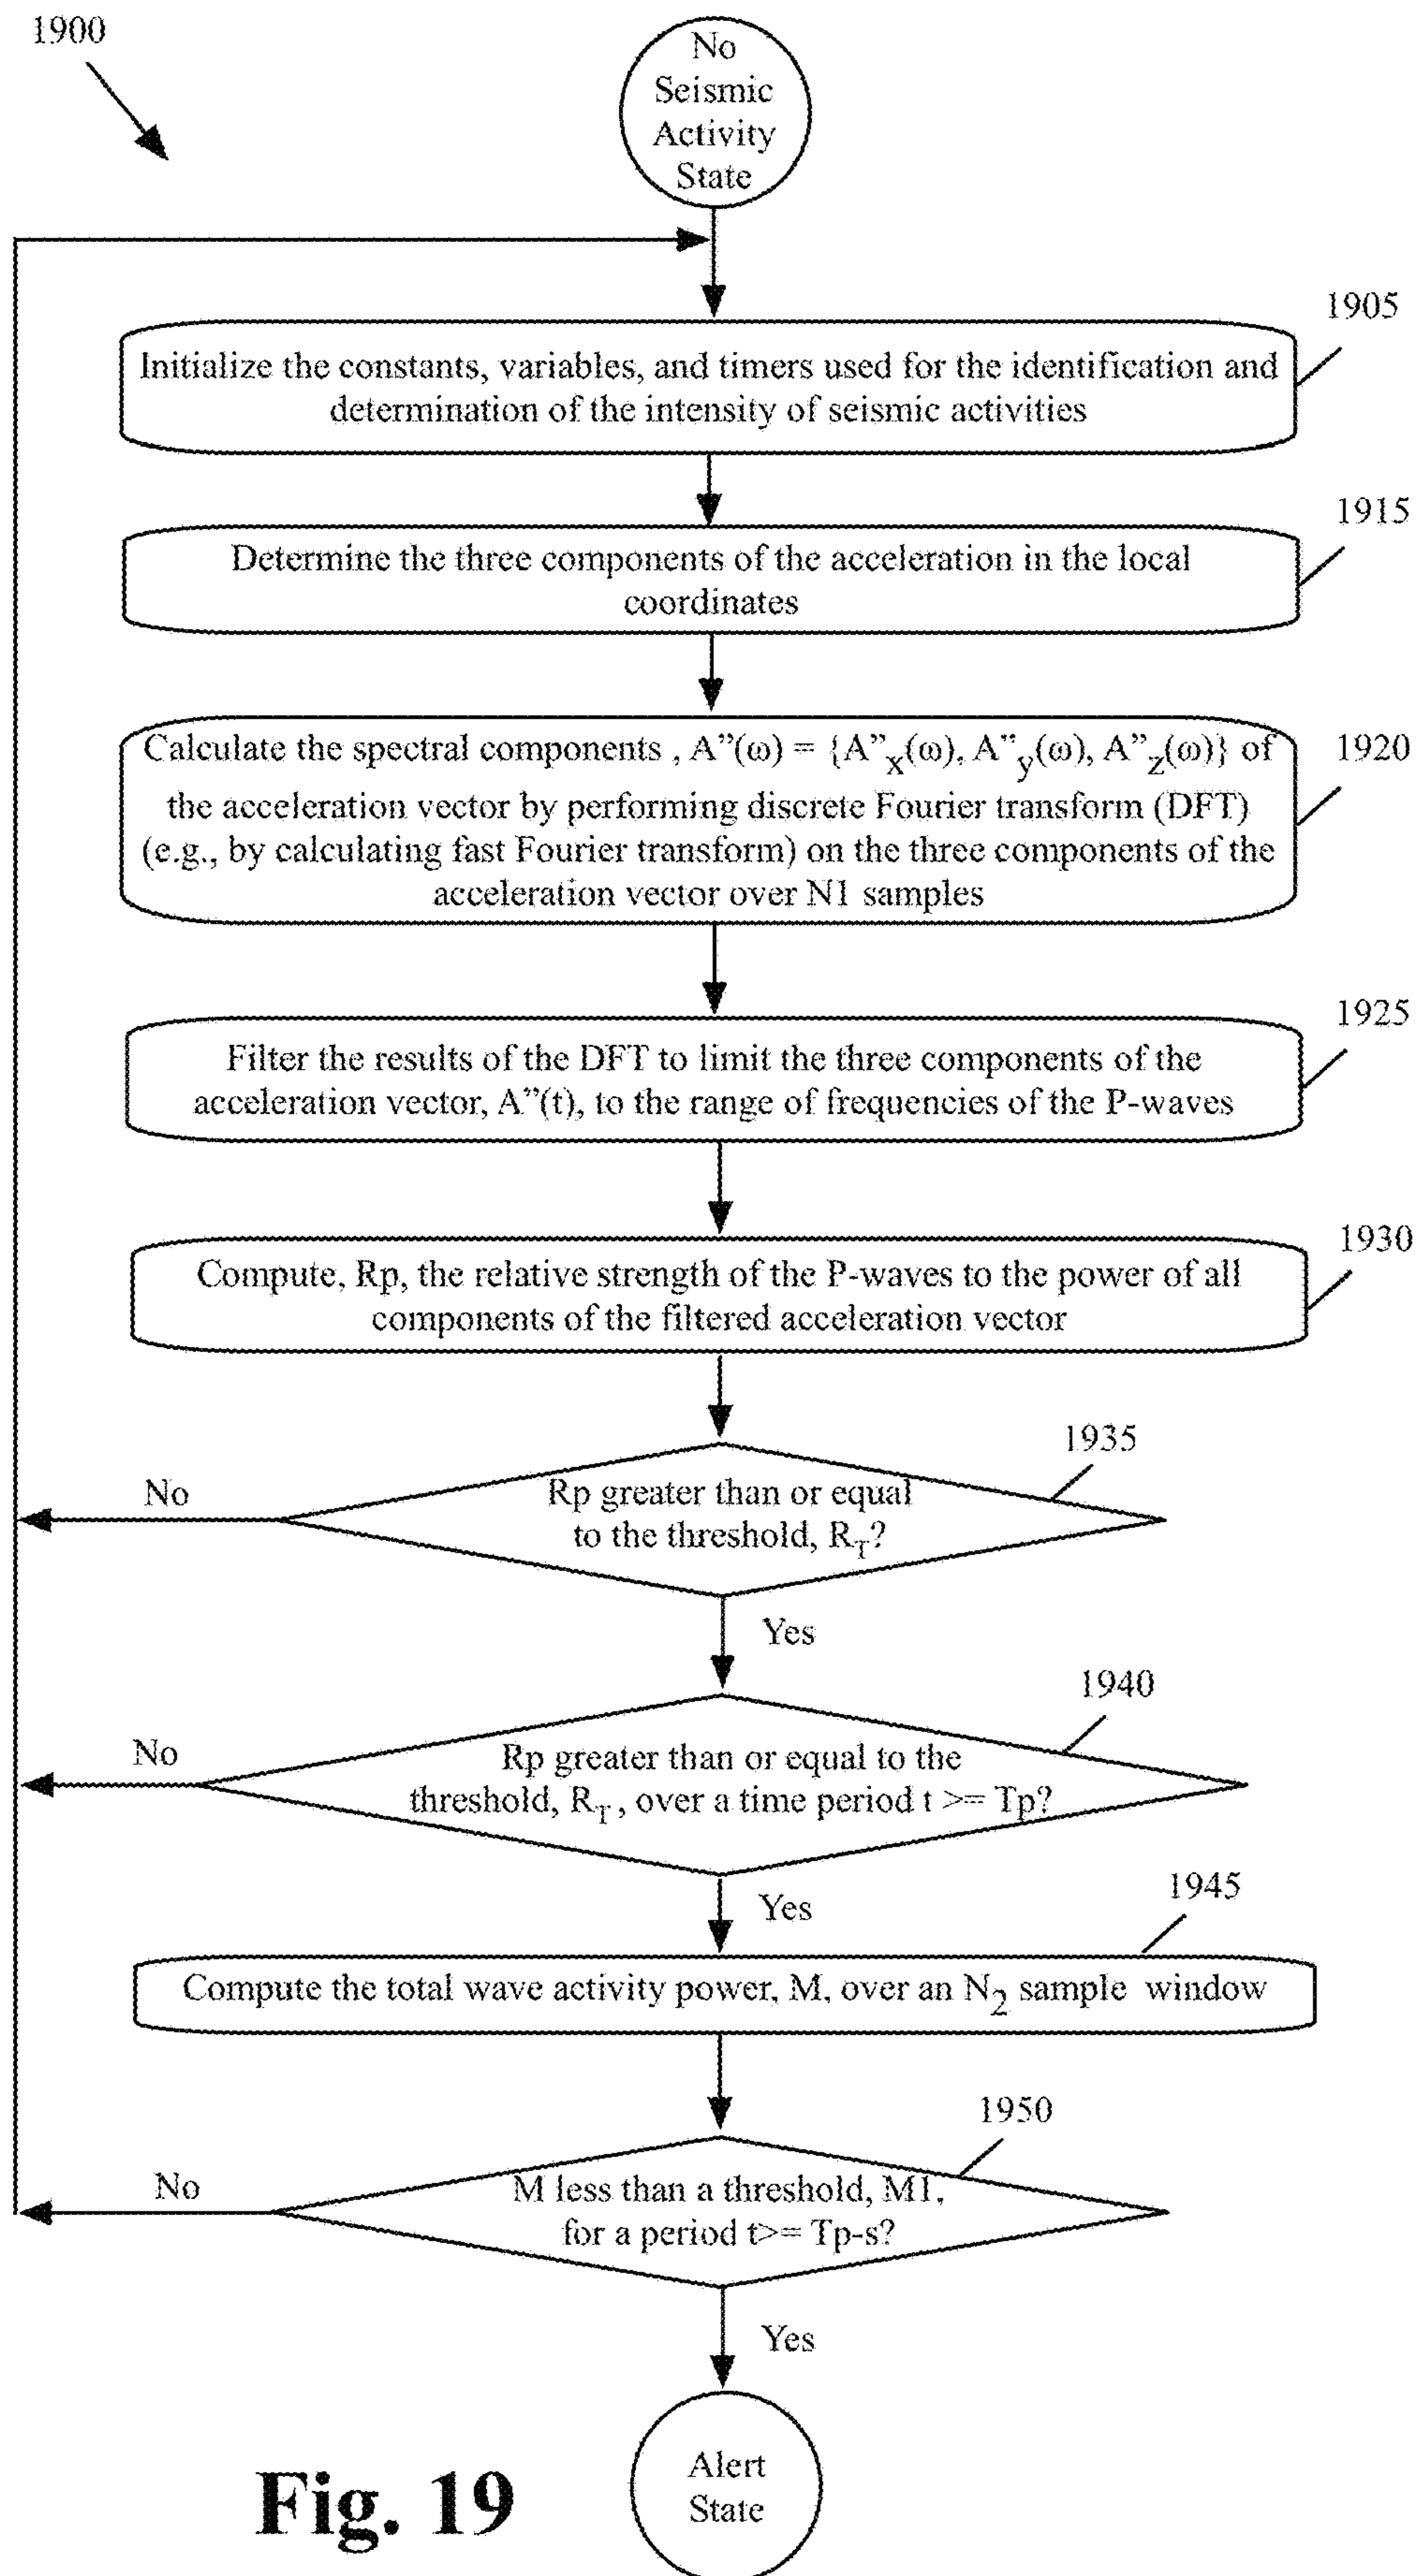 1900
No
Seismic
Activity
State
1905
Initialize the constants, variables, and timers used for the identification and
determination of the intensity of seismic activities
1915
Determine the three components of the acceleration in the local
coordinates
1920
Calculate the spectral components , A”(ω) = {A”x(ω), A”y(ω), A”z(ω)} of
the acceleration vector by performing discrete Fourier transform (DFT)
(e.g., by calculating fast Fourier transform) on the three components of the
acceleration vector over N1 samples
1925
Filter the results of the DFT to limit the three components of the
acceleration vector, A”(t), to the range of frequencies of the P-waves
1930
Compute, Rp, the relative strength of the P-waves to the power of all
components of the filtered acceleration vector
1935
No
Rp greater than or equal
to the threshold, RT?
Yes
1940
No
Rp greater than or equal to the
threshold, RT, over a time period t >= Tp?
Yes
1945
Compute the total wave activity power, M, over an N2 sample window
1950
No
M less than a threshold, M1,
for a period t>= Tp-s?
Yes
Alert
State
Fig. 19